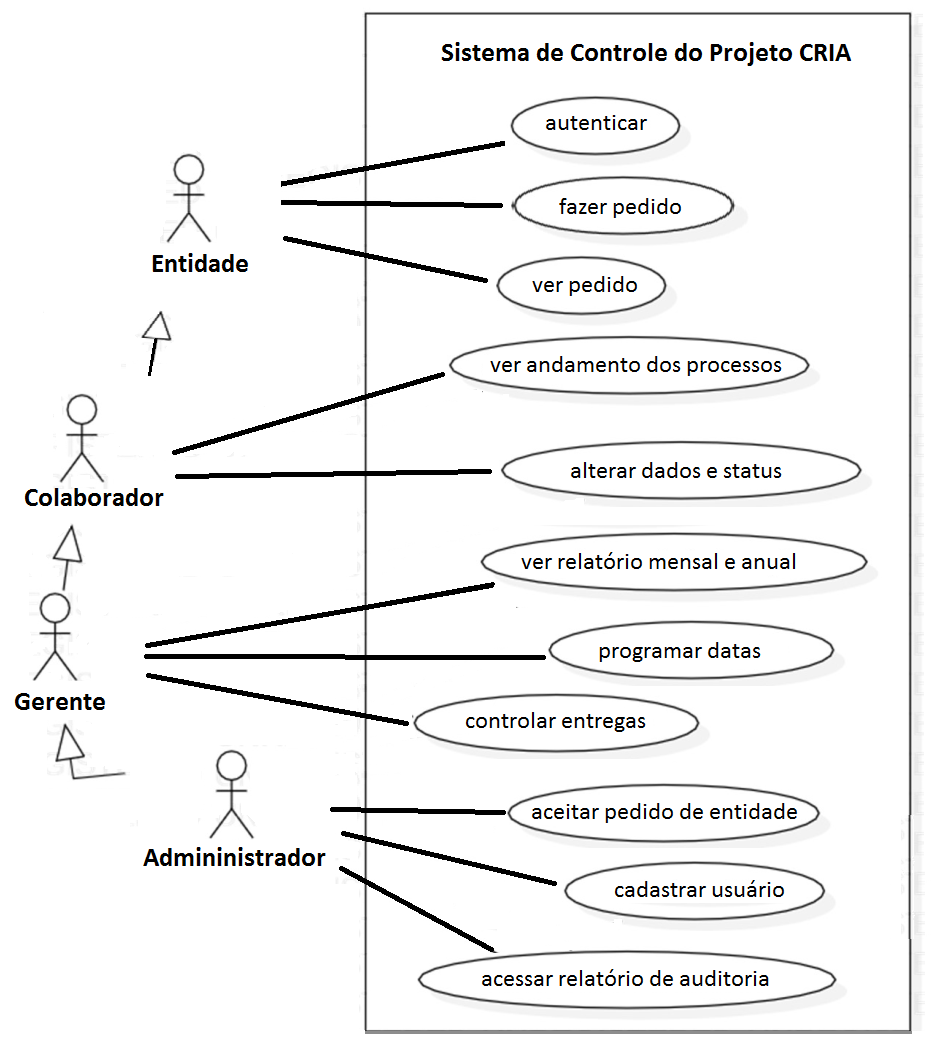 Sistema de Controle do Projeto CRIA
autenticar
fazer pedido
Entidade
ver pedido
ver andamento dos processos
alterar dados e status
Colaborador
ver relatório mensal e anual
programar datas
Gerente
controlar entregas
aceitar pedido de entidade
Admininistrador
cadastrar usuário
acessar relatório de auditoria